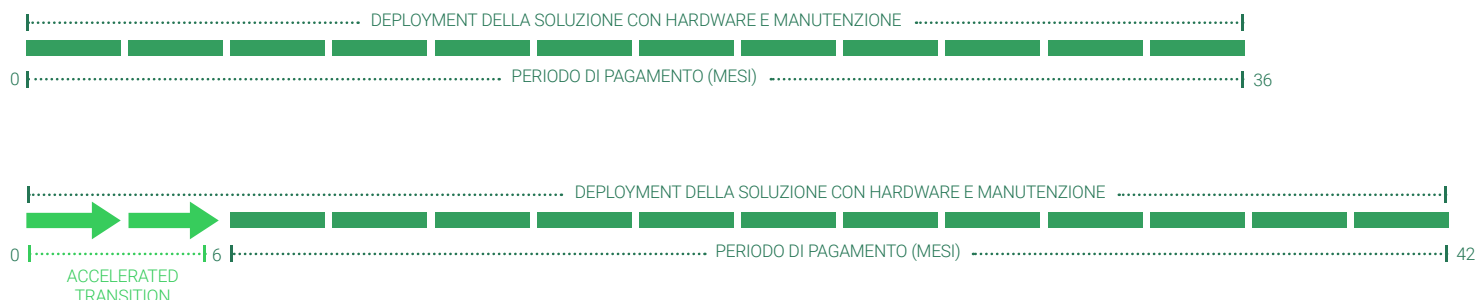 DEPLOYMENT DELLA SOLUZIONE CON HARDWARE E MANUTENZIONE
0 PERIODO DI PAGAMENTO (MESI) 36
DEPLOYMENT DELLA SOLUZIONE CON HARDWARE E MANUTENZIONE
0 6 PERIODO DI PAGAMENTO (MESI) 42
ACCELERATED
TRANSITION